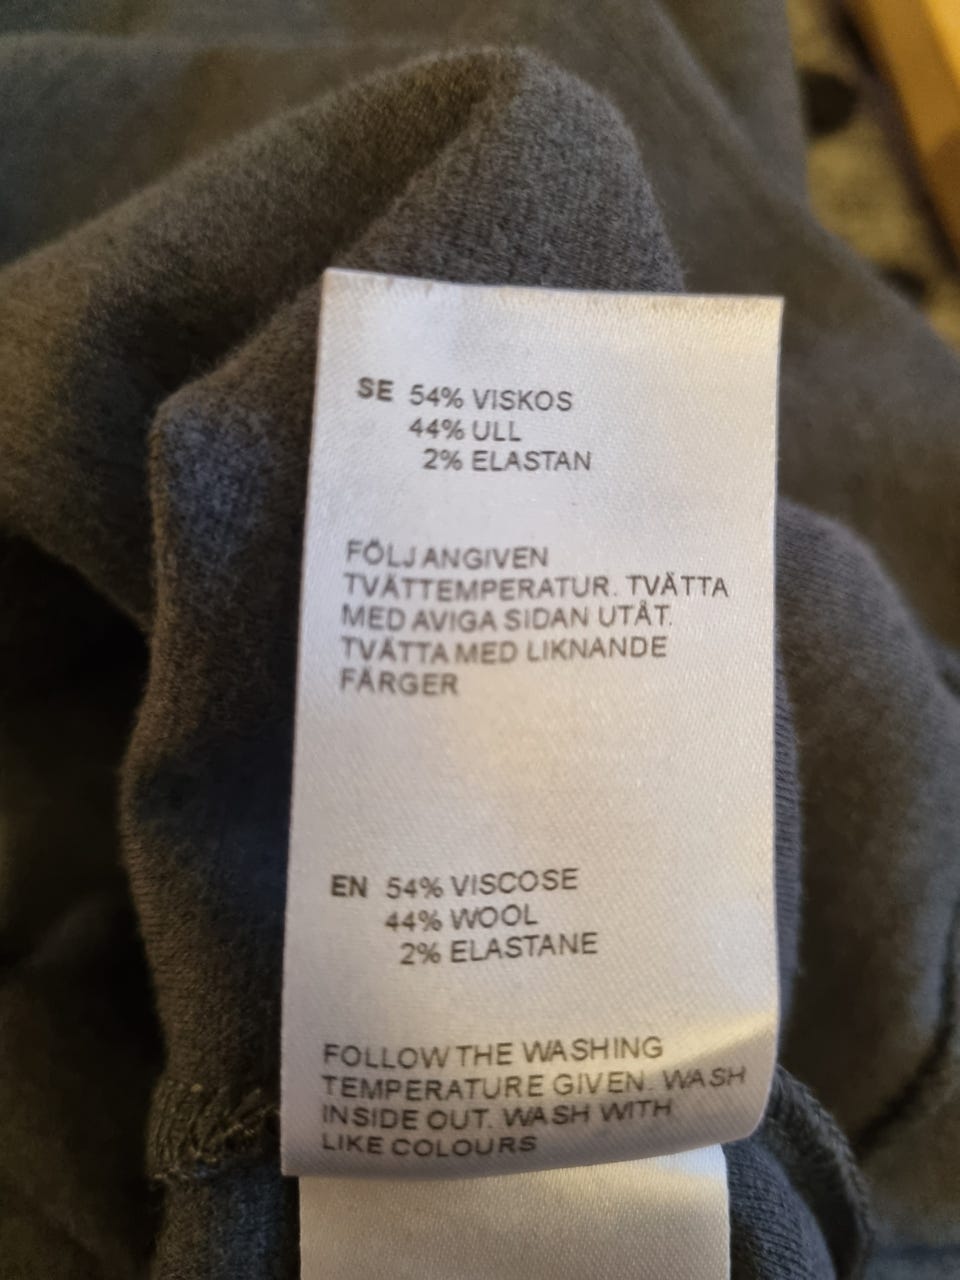 SE 54% VISKOS
44% ULL
2% ELASTAN
FÖLJ ANGIVEN
TVÄTTEMPERATUR. TVÄTTA
MED AVIGA SIDAN UTÅT.
TVÄTTA MED LIKNANDE
FÄRGER
EN 54% VISCOSE
44% WOOL
2% ELASTANE
FOLLOW THE WASHING
TEMPERATURE GIVEN. WASH
INSIDE OUT. WASH WITH
LIKE COLOURS